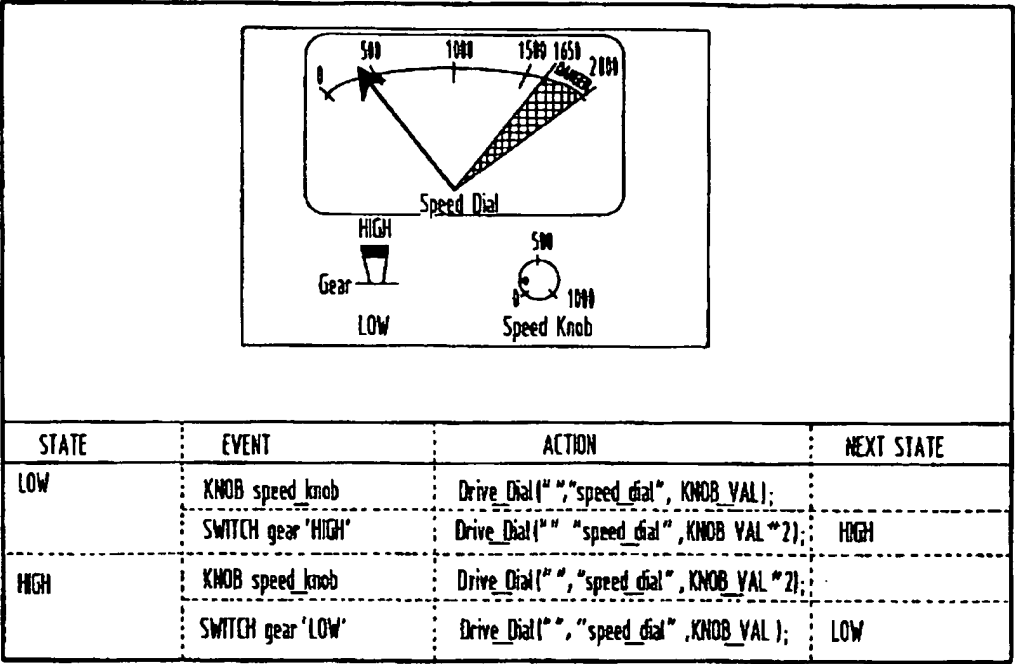 0 500 1000 1500 1650 2000
DANGER
Speed Dial
HIGH
Gear
LOW
500
0 1000
Speed Knob
STATE EVENT ACTION NEXT STATE
LOW KNOB speed_knob Drive_Dial(" ","speed_dial", KNOB_VAL);
SWITCH gear 'HIGH' Drive_Dial(" " "speed_dial" ,KNOB VAL *2); HIGH
HIGH KNOB speed_knob Drive_Dial(" ","speed_dial" ,KNOB_VAL *2);
SWITCH gear 'LOW' Drive_Dial(" ", "speed_dial" ,KNOB_VAL ); LOW